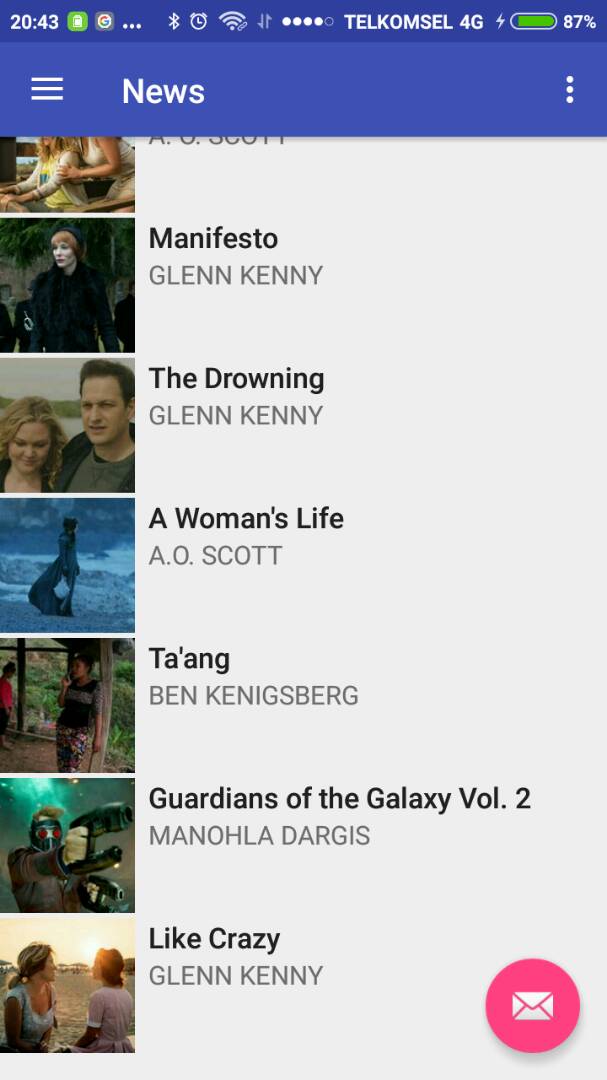 20:43 ... TELKOMSEL 4G 87%
News
A. O. SCOTT
Manifesto
GLENN KENNY
The Drowning
GLENN KENNY
A Woman's Life
A.O. SCOTT
Ta'ang
BEN KENIGSBERG
Guardians of the Galaxy Vol. 2
MANOHLA DARGIS
Like Crazy
GLENN KENNY